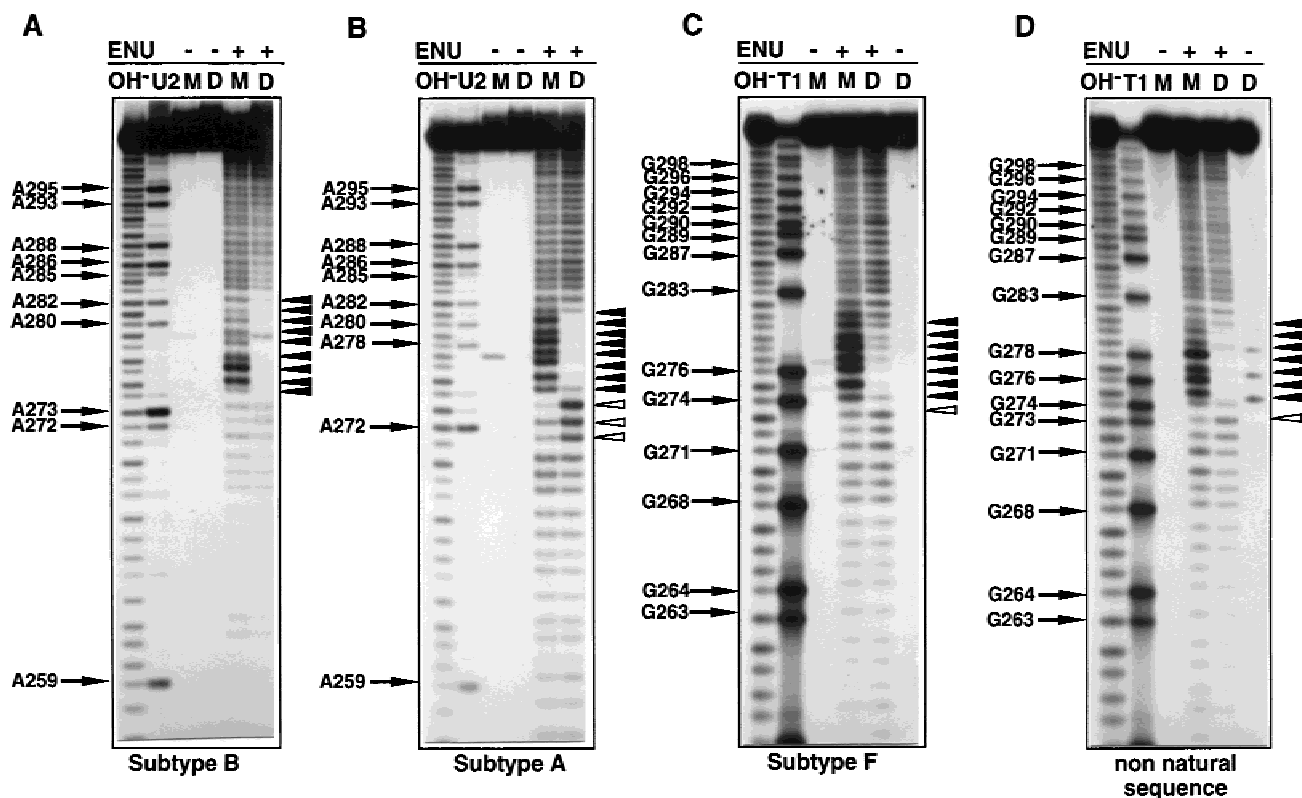 A
ENU - - + +
OH-U2 M D M D
A295
A293
A288
A286
A285
A282
A280
A273
A272
A259
Subtype B
B
ENU - - + +
OH-U2 M D M D
A295
A293
A288
A286
A285
A282
A280
A278
A272
A259
Subtype A
C
ENU - + + -
OH-T1 M M D D
G298
G296
G294
G292
G290
G289
G287
G283
G276
G274
G271
G268
G264
G263
Subtype F
D
ENU - + + -
OH-T1 M M D D
G298
G296
G294
G292
G290
G289
G287
G283
G278
G276
G274
G273
G271
G268
G264
G263
non natural
sequence